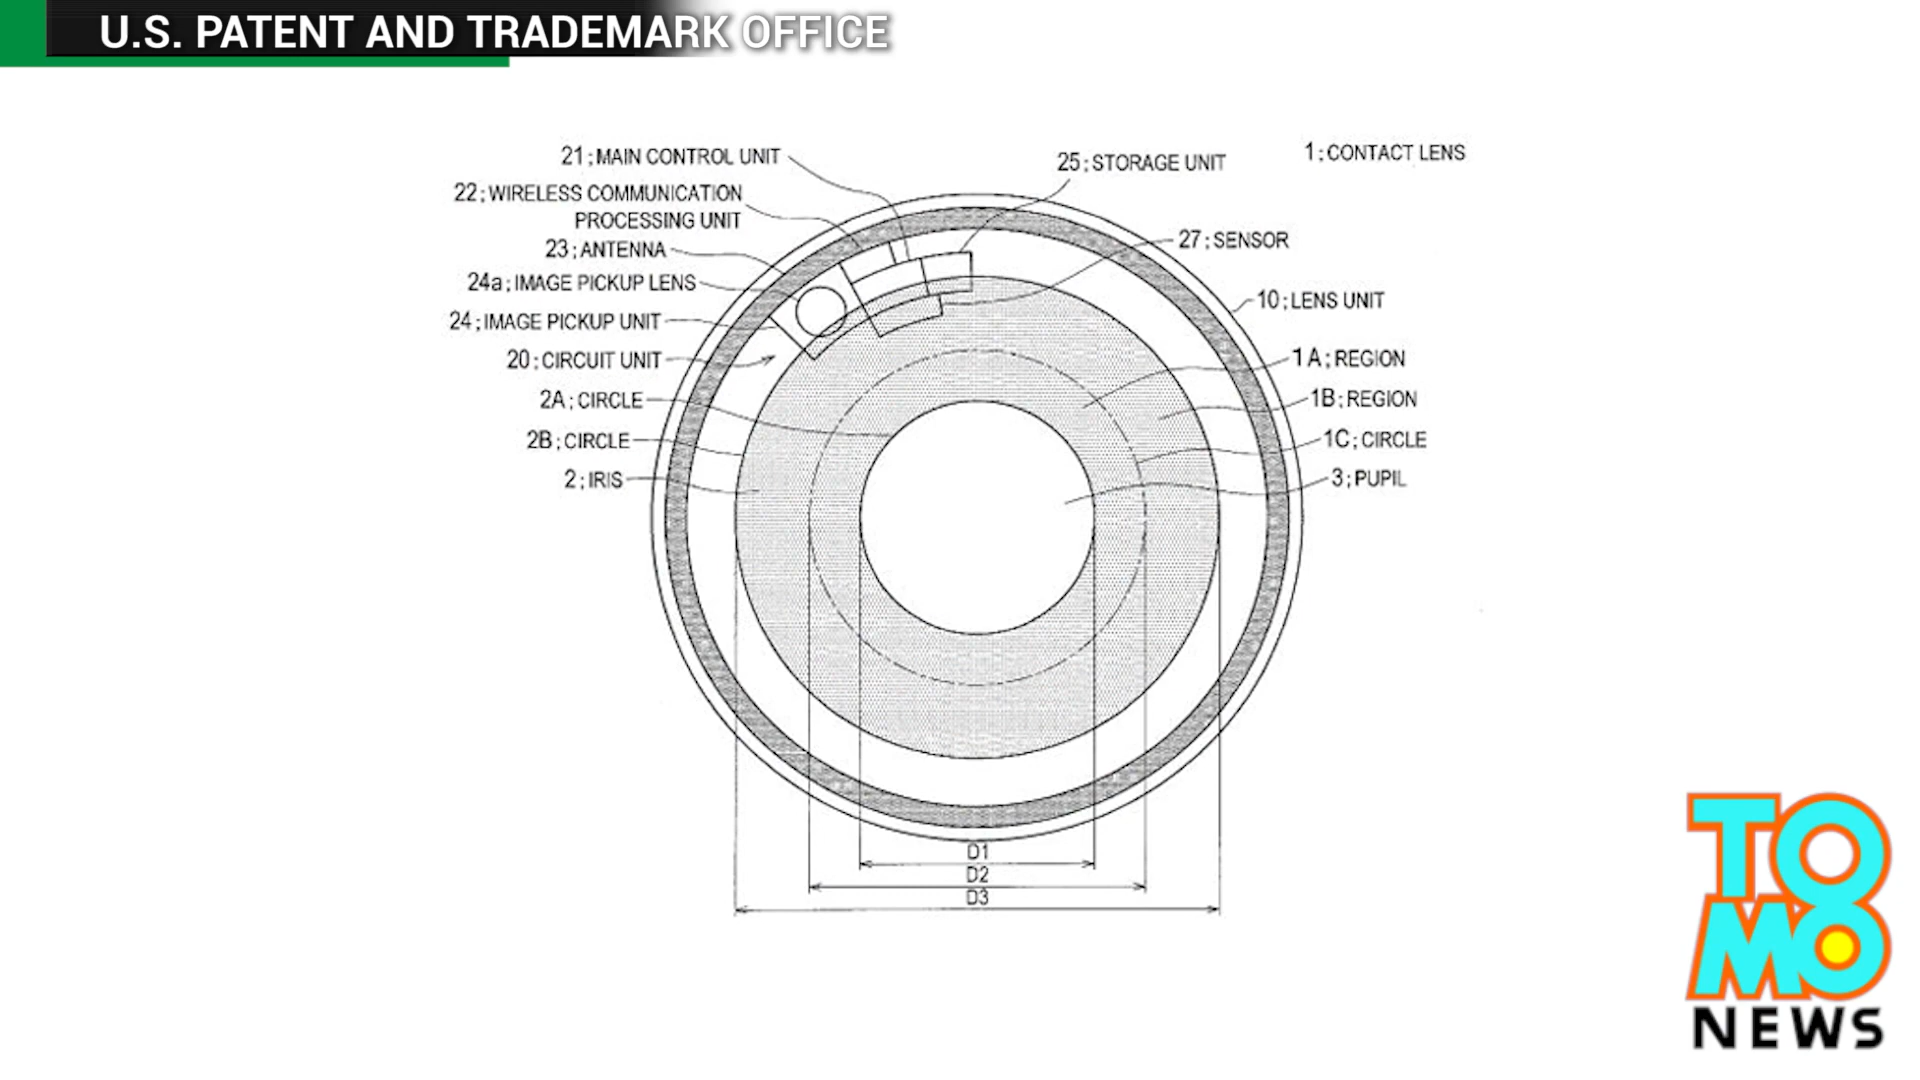 U.S. PATENT AND TRADEMARK OFFICE
21;MAIN CONTROL UNIT
22;WIRELESS COMMUNICATION
PROCESSING UNIT
23;ANTENNA
24a;IMAGE PICKUP LENS
24;IMAGE PICKUP UNIT
20;CIRCUIT UNIT
2A;CIRCLE
2B;CIRCLE
2;IRIS
25;STORAGE UNIT
1;CONTACT LENS
27;SENSOR
10;LENS UNIT
1A;REGION
1B;REGION
1C;CIRCLE
3;PUPIL
D1
D2
D3
TOMO
NEWS